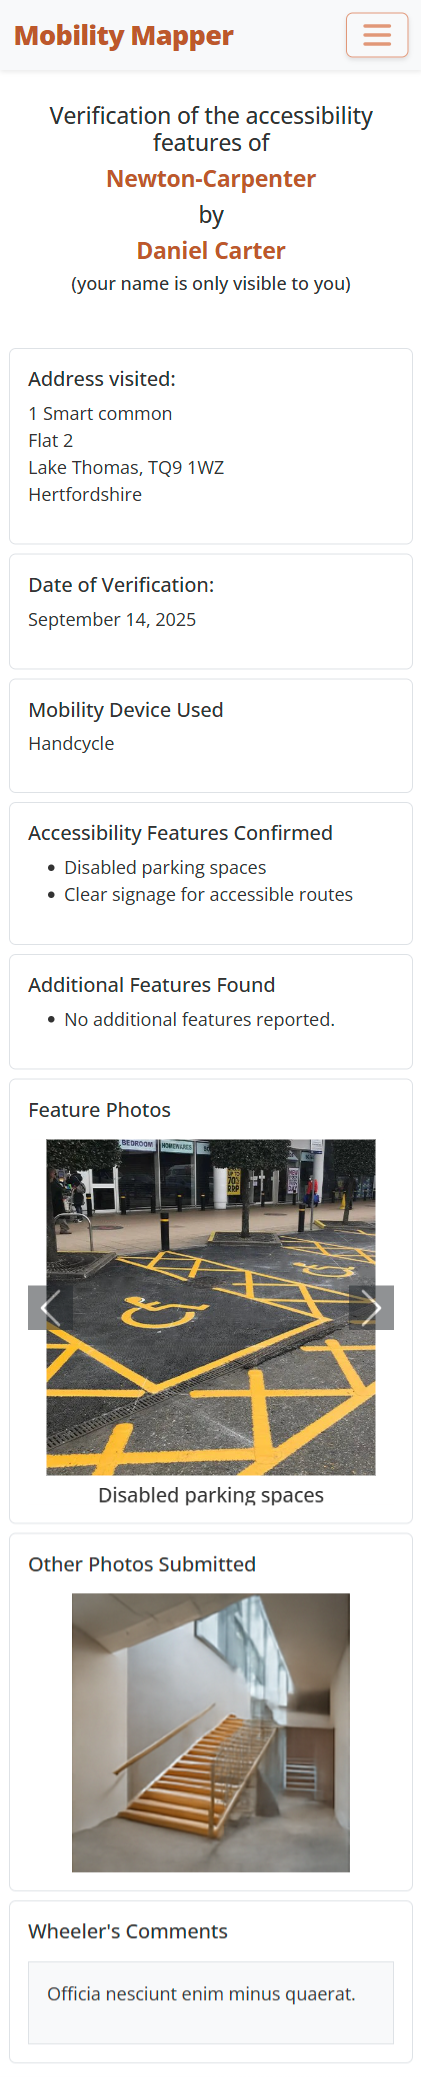 Mobility Mapper
Verification of the accessibility
features of
Newton-Carpenter
by
Daniel Carter
(your name is only visible to you)
Address visited:
1 Smart common
Flat 2
Lake Thomas, TQ9 1WZ
Hertfordshire
Date of Verification:
September 14, 2025
Mobility Device Used
Handcycle
Accessibility Features Confirmed
• Disabled parking spaces
• Clear signage for accessible routes
Additional Features Found
• No additional features reported.
Feature Photos
BEDROOM
HOMEWARES
UP TO
70%
RRP
Disabled parking spaces
Other Photos Submitted
Wheeler's Comments
Officia nesciunt enim minus quaerat.